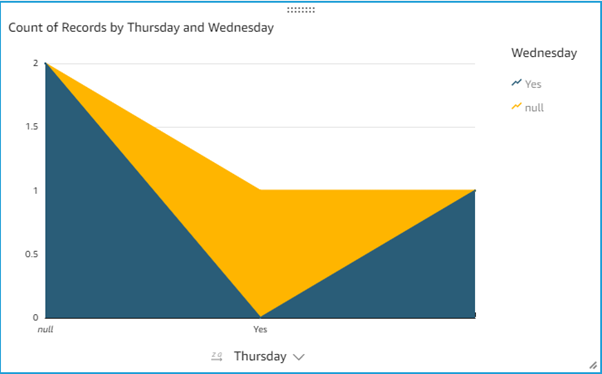 Count of Records by Thursday and Wednesday
Wednesday
Yes
null
2
1.5
1
0.5
0
null
Yes
Thursday